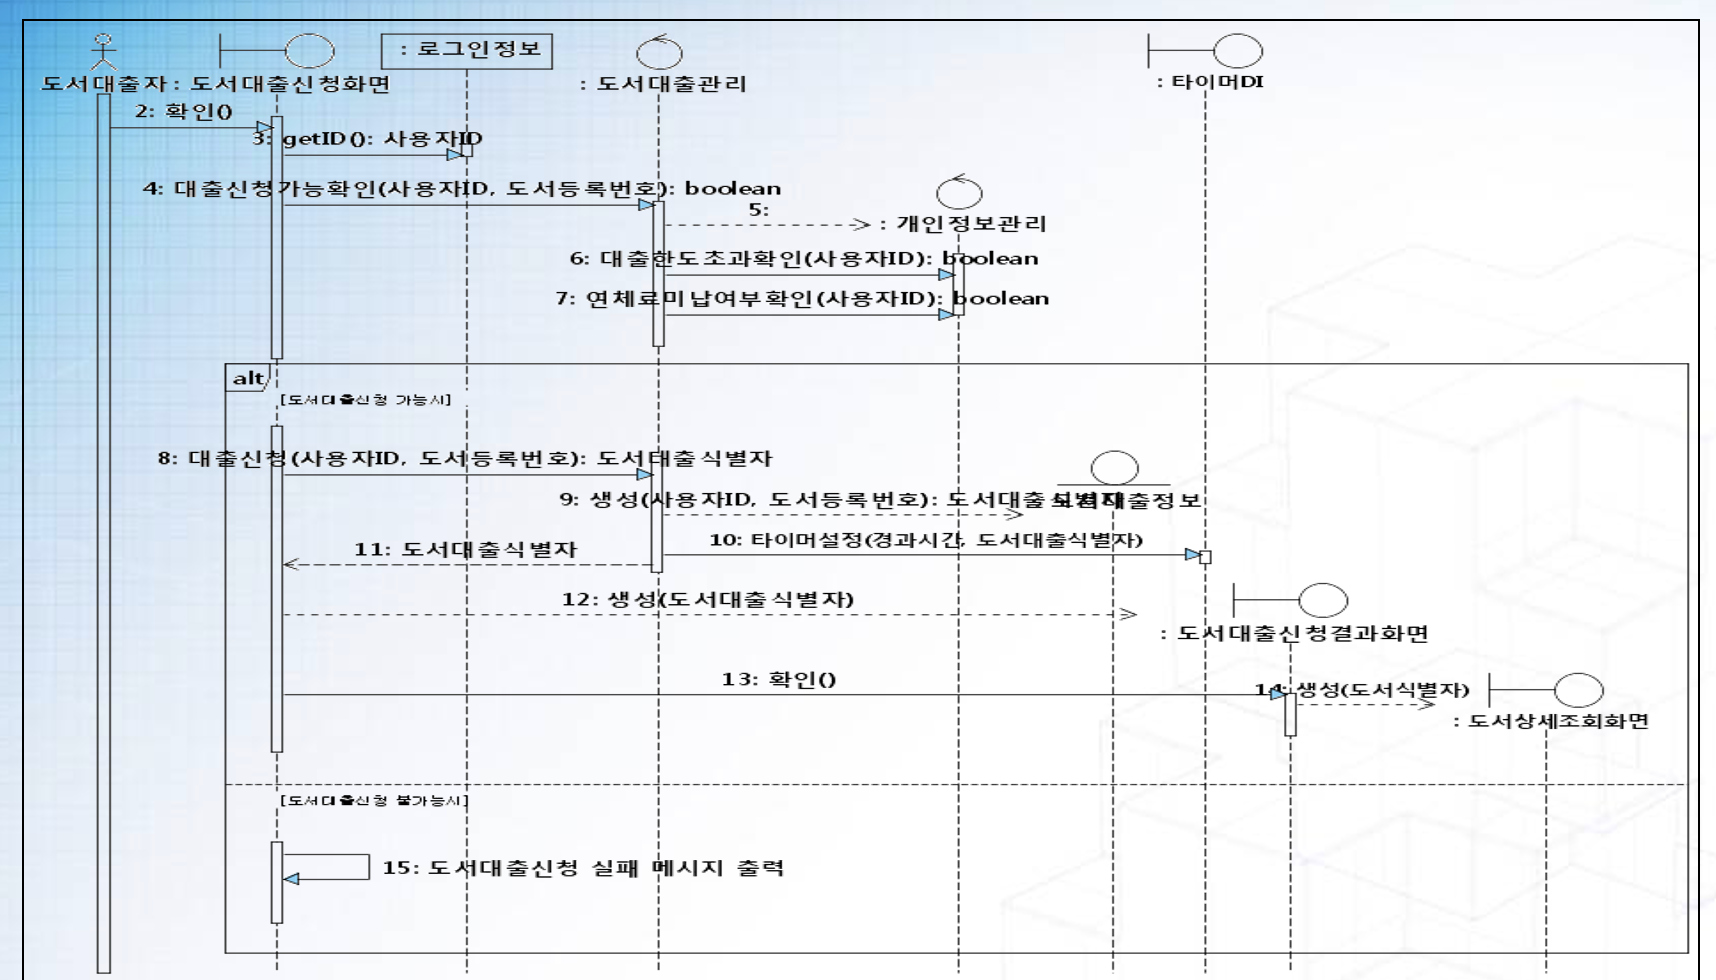 도서대출자
: 도서대출신청화면
: 로그인정보
: 도서대출관리
: 타이머DI
2: 확인()
3: getID(): 사용자ID
4: 대출신청가능확인(사용자ID, 도서등록번호): boolean
5:
: 개인정보관리
6: 대출한도초과확인(사용자ID): boolean
7: 연체료미납여부확인(사용자ID): boolean
alt
[도서대출신청 가능시]
8: 대출신청(사용자ID, 도서등록번호): 도서대출식별자
9: 생성(사용자ID, 도서등록번호): 도서대출식별자
대출정보
10: 타이머설정(경과시간, 도서대출식별자)
11: 도서대출식별자
12: 생성(도서대출식별자)
: 도서대출신청결과화면
13: 확인()
14: 생성(도서식별자)
: 도서상세조회화면
[도서대출신청 불가능시]
15: 도서대출신청 실패 메시지 출력